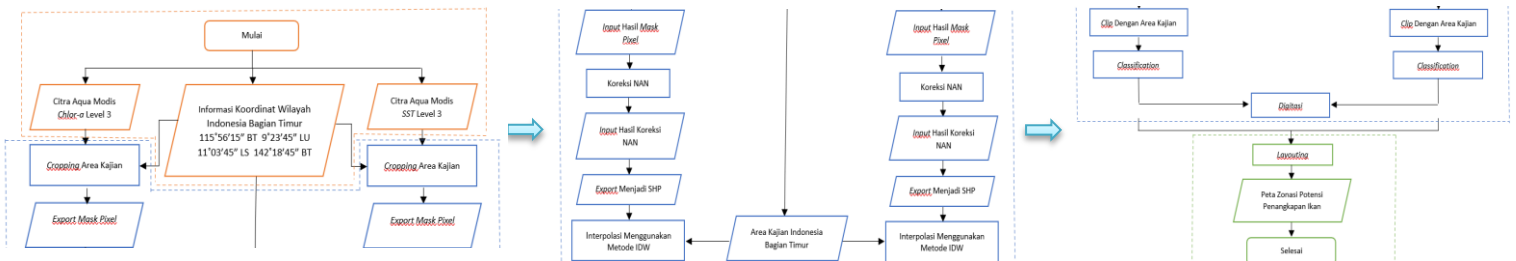 Mulai
Citra Aqua Modis
Chlor-a Level 3
Informasi Koordinat Wilayah
Indonesia Bagian Timur
115°56'15” BT 9°23'45” LU
11°03'45” LS 142°18'45” BT
Citra Aqua Modis
SST Level 3
Cropping Area Kajian
Cropping Area Kajian
Export Mask Pixel
Export Mask Pixel
Input Hasil Mask
Pixel
Koreksi NAN
Input Hasil Koreksi
NAN
Export Menjadi SHP
Interpolasi Menggunakan
Metode IDW
Area Kajian Indonesia
Bagian Timur
Input Hasil Mask
Pixel
Koreksi NAN
Input Hasil Koreksi
NAN
Export Menjadi SHP
Interpolasi Menggunakan
Metode IDW
Clip Dengan Area Kajian
Clip Dengan Area Kajian
Classification
Classification
Digitasi
Layouting
Peta Zonasi Potensi
Penangkapan Ikan
Selesai